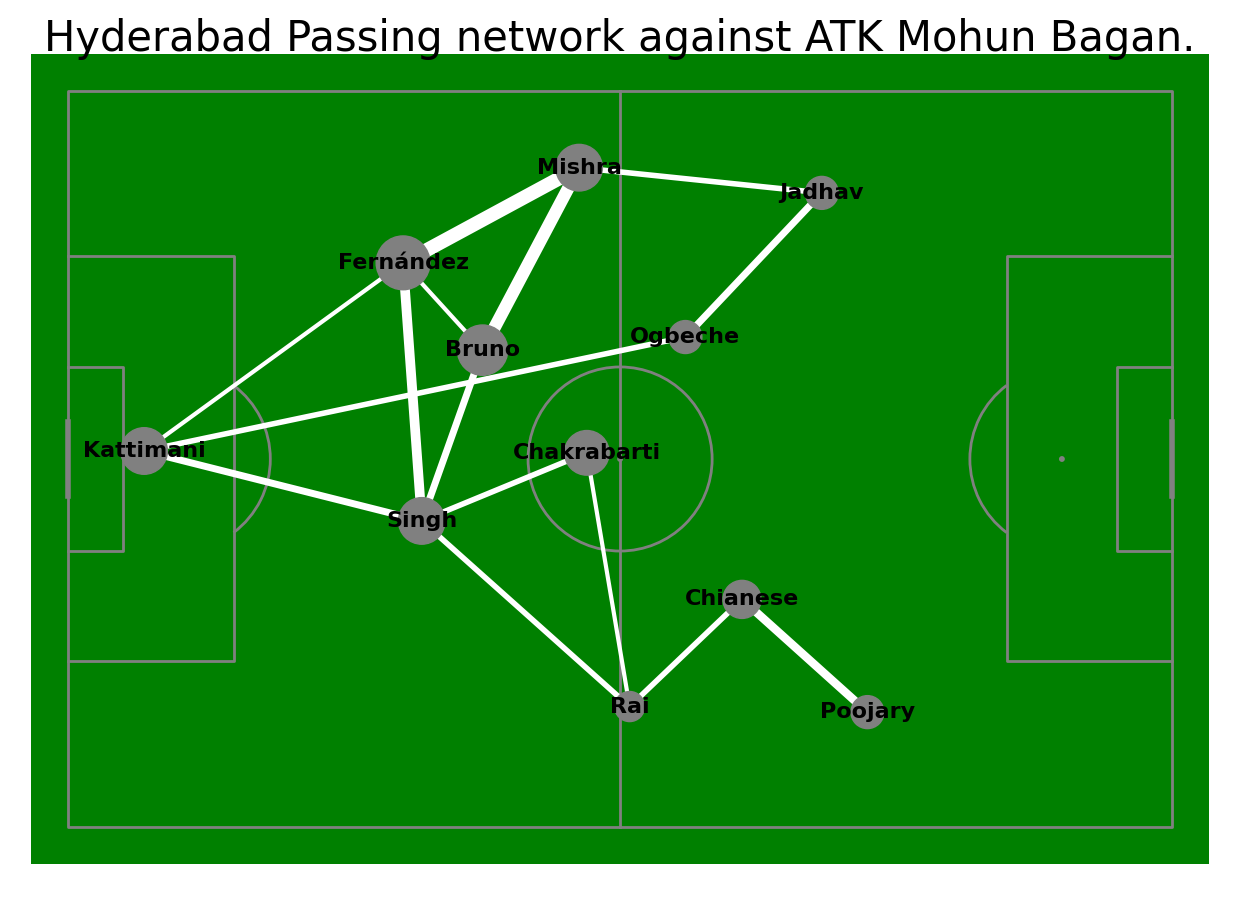 Hyderabad Passing network against ATK Mohun Bagan.
Mishra
Jadhav
Fernández
Ogbeche
Bruno
Kattimani
Chakrabarti
Singh
Chianese
Rai
Poojary